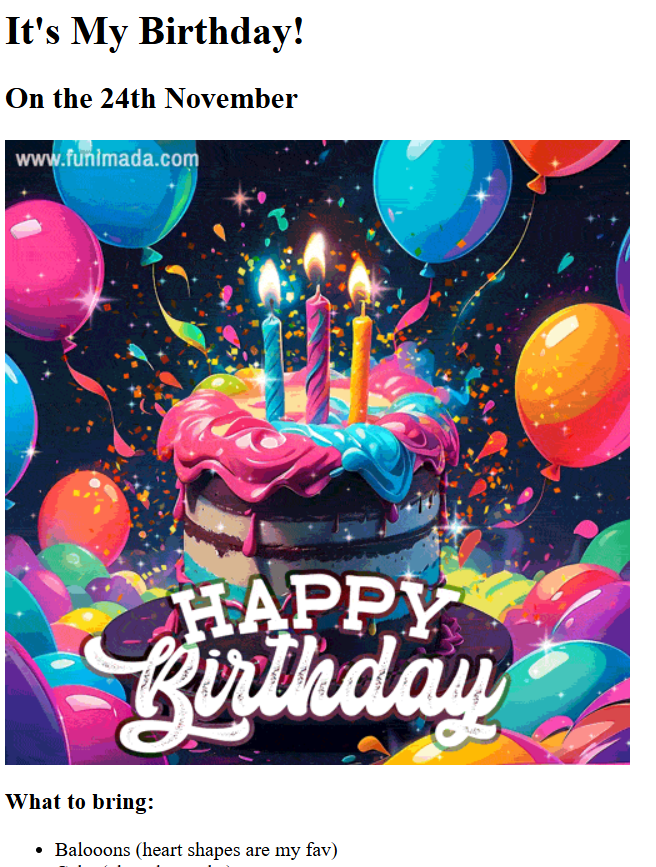 It's My Birthday!
On the 24th November
www.funimada.com
HAPPY
Birthday
What to bring:
Balooons (heart shapes are my fav)